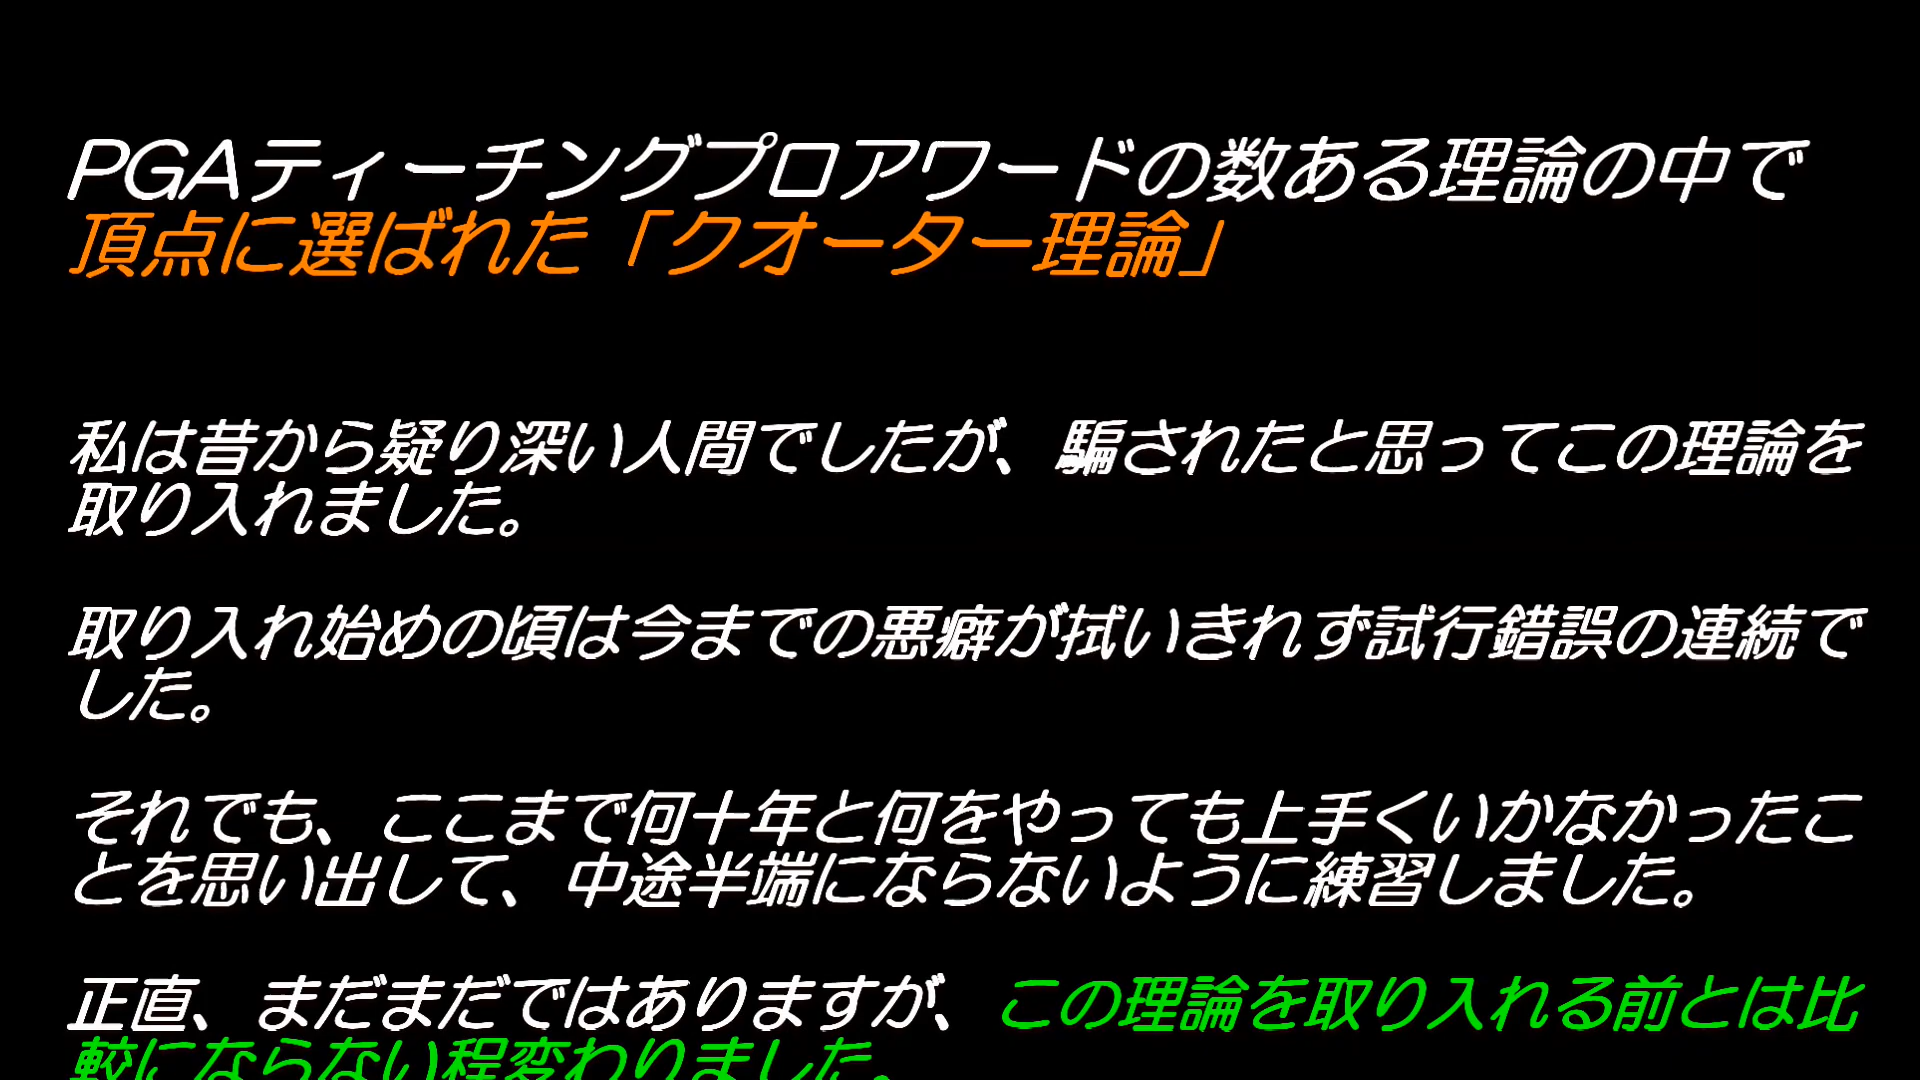 PGAティーチングプロアワードの数ある理論の中で
頂点に選ばれた「クオーター理論」
私は昔から疑り深い人間でしたが、騙されたと思ってこの理論を
取り入れました。
取り入れ始めの頃は今までの悪癖が拭いきれず試行錯誤の連続で
した。
それでも、ここまで何十年と何をやっても上手くいかなかったこ
とを思い出して、中途半端にならないように練習しました。
正直、まだまだではありますが、この理論を取り入れる前とは比
較にならない程変わりました。